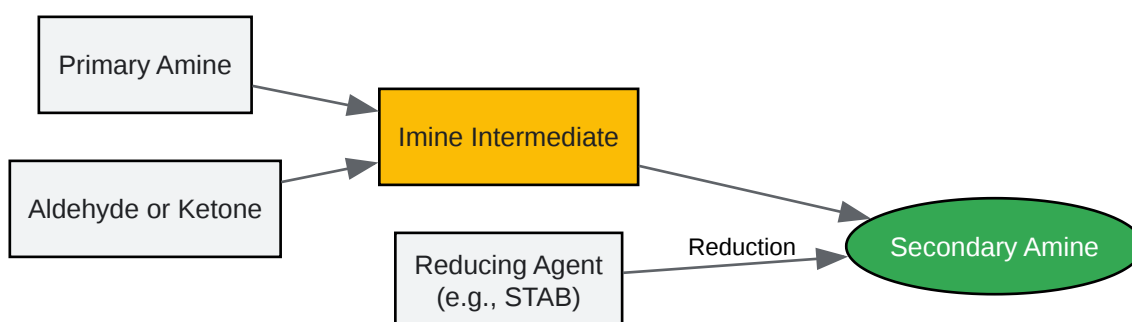 Primary Amine
Aldehyde or Ketone
Imine Intermediate
Reducing Agent
(e.g., STAB)
Reduction
Secondary Amine